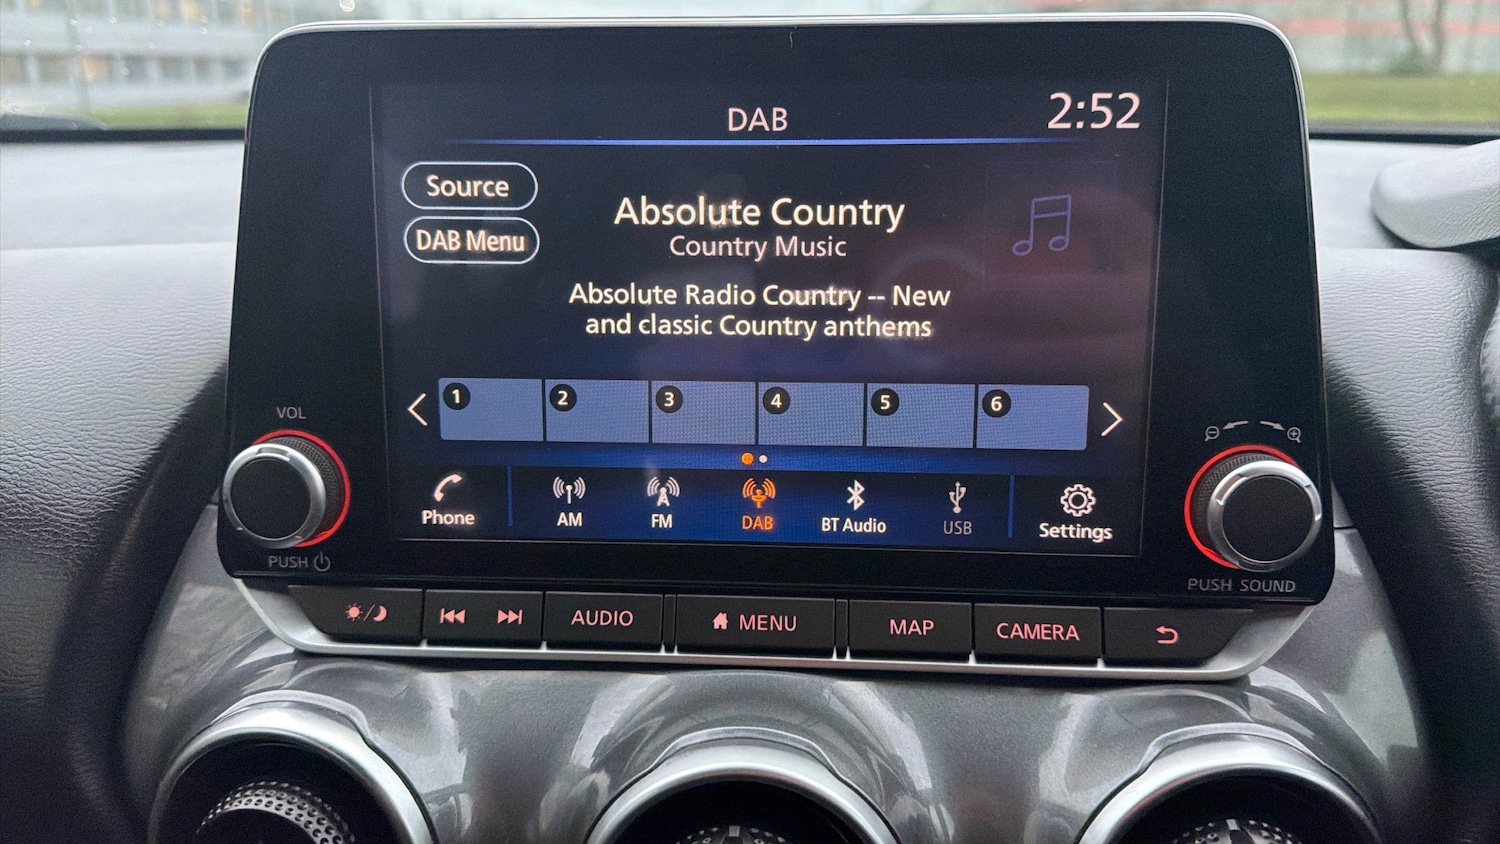 DAB
2:52
Source
DAB Menu
Absolute Country
Country Music
Absolute Radio Country -- New
and classic Country anthems
1 2 3 4 5 6
Phone
AM
FM
DAB
BT Audio
USB
Settings
VOL
PUSH
PUSH SOUND
AUDIO
MENU
MAP
CAMERA